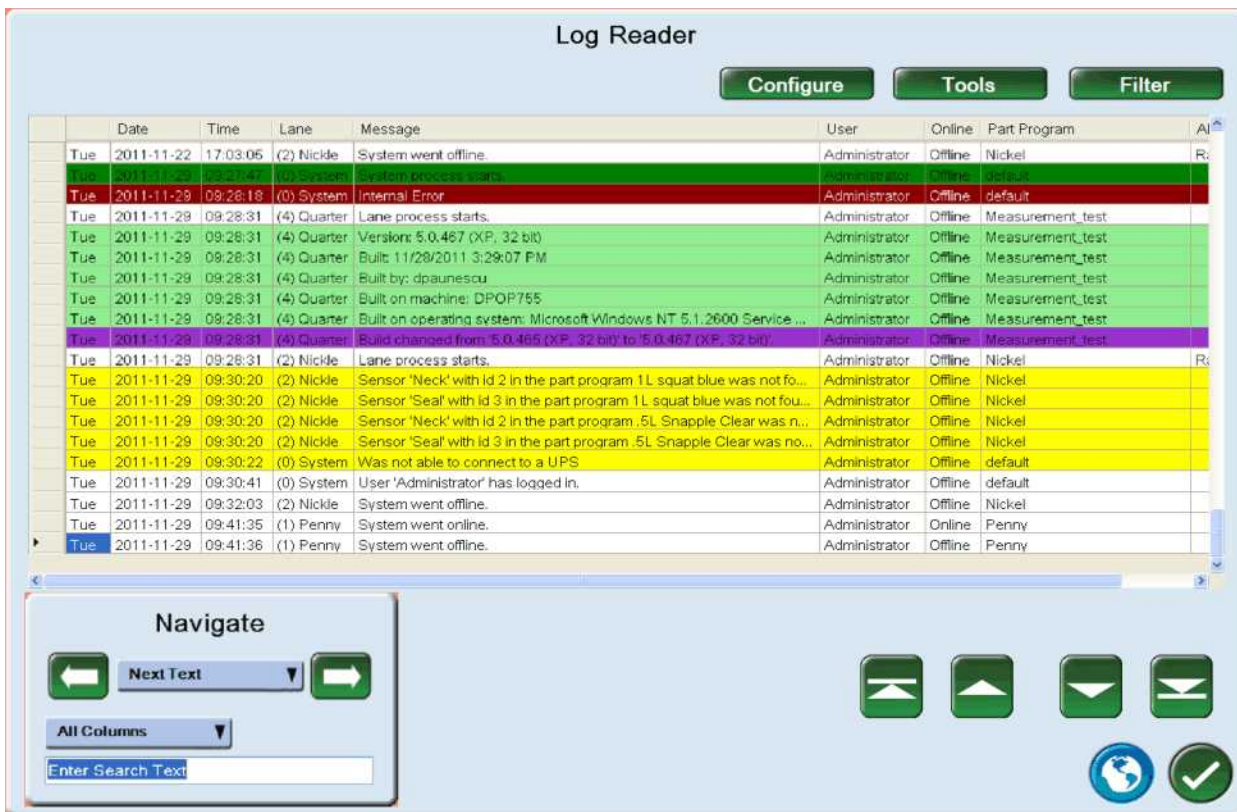 Log Reader
Configure Tools Filter
Date Time Lane Message User Online Part Program Al
Tue 2011-11-22 17:03:05 (2) Nickle System went offline. Administrator Offline Nickel Ra
Tue 2011-11-29 09:27:47 (0) System System process starts. Administrator Offline default
Tue 2011-11-29 09:28:18 (0) System Internal Error Administrator Offline default
Tue 2011-11-29 09:28:31 (4) Quarter Lane process starts. Administrator Offline Measurement_test
Tue 2011-11-29 09:28:31 (4) Quarter Version: 5.0.467 (XP, 32 bit) Administrator Offline Measurement_test
Tue 2011-11-29 09:28:31 (4) Quarter Built: 11/28/2011 3:29:07 PM Administrator Offline Measurement_test
Tue 2011-11-29 09:28:31 (4) Quarter Built by: dpaunescu Administrator Offline Measurement_test
Tue 2011-11-29 09:28:31 (4) Quarter Built on machine: DPOP755 Administrator Offline Measurement_test
Tue 2011-11-29 09:28:31 (4) Quarter Built on operating system: Microsoft Windows NT 5.1.2600 Service ... Administrator Offline Measurement_test
Tue 2011-11-29 09:28:31 (4) Quarter Build changed from '5.0.465 (XP, 32 bit)' to '5.0.467 (XP, 32 bit)'. Administrator Offline Measurement_test
Tue 2011-11-29 09:28:31 (2) Nickle Lane process starts. Administrator Offline Nickel Ra
Tue 2011-11-29 09:30:20 (2) Nickle Sensor 'Neck' with id 2 in the part program 1L squat blue was not fo... Administrator Offline Nickel
Tue 2011-11-29 09:30:20 (2) Nickle Sensor 'Seal' with id 3 in the part program 1L squat blue was not fou... Administrator Offline Nickel
Tue 2011-11-29 09:30:20 (2) Nickle Sensor 'Neck' with id 2 in the part program .5L Snapple Clear was n... Administrator Offline Nickel
Tue 2011-11-29 09:30:20 (2) Nickle Sensor 'Seal' with id 3 in the part program .5L Snapple Clear was no... Administrator Offline Nickel
Tue 2011-11-29 09:30:22 (0) System Was not able to connect to a UPS Administrator Offline default
Tue 2011-11-29 09:30:41 (0) System User 'Administrator' has logged in. Administrator Offline default
Tue 2011-11-29 09:32:03 (2) Nickle System went offline. Administrator Offline Nickel
Tue 2011-11-29 09:41:35 (1) Penny System went online. Administrator Online Penny
Tue 2011-11-29 09:41:36 (1) Penny System went offline. Administrator Offline Penny
Navigate
Next Text
All Columns
Enter Search Text